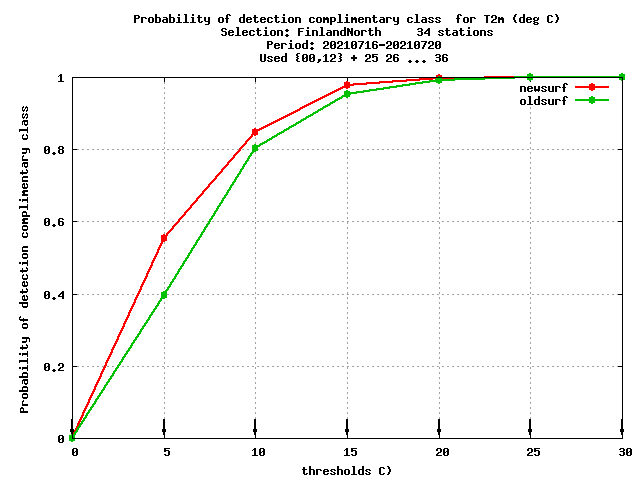 Probability of detection complimentary class  for T2m (deg C)
Selection: FinlandNorth     34 stations
Period: 20210716-20210720
Used {00,12} + 25 26 ... 36
newsurf
oldsurf
Probability of detection complimentary class
1
0.8
0.6
0.4
0.2
0
0 5 10 15 20 25 30
thresholds C)